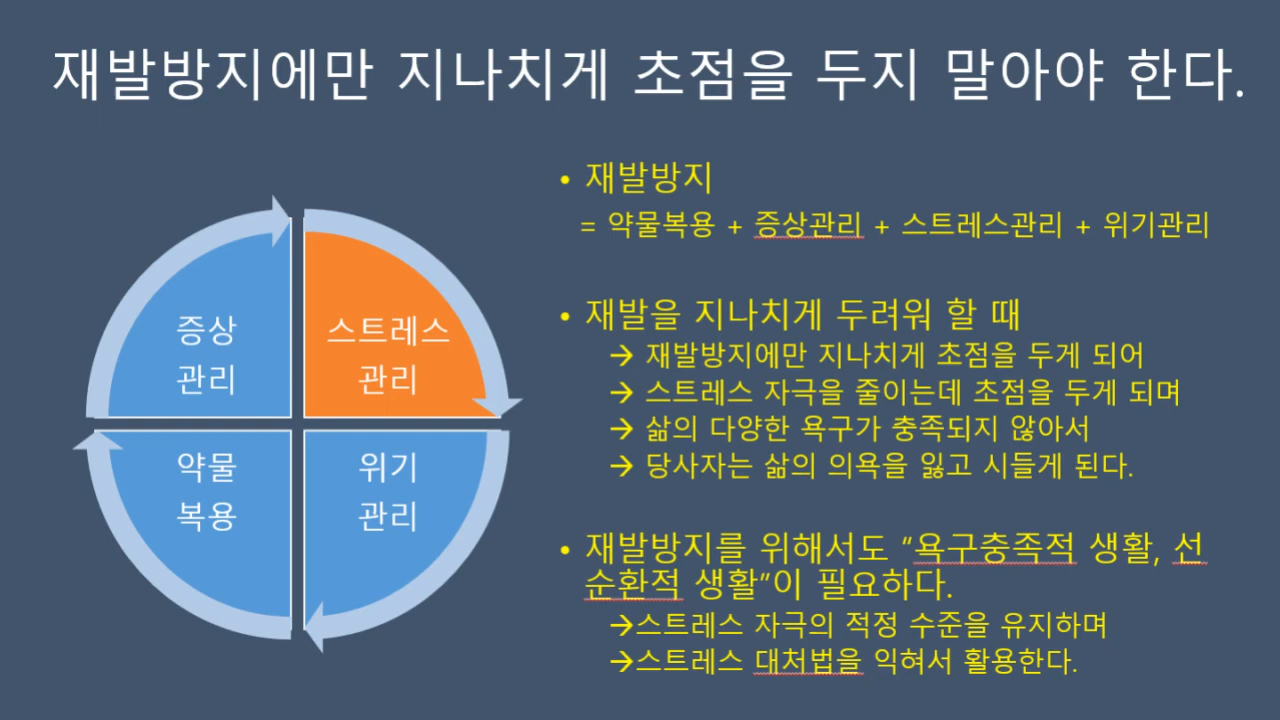 재발방지에만 지나치게 초점을 두지 말아야 한다.
증상
관리
스트레스
관리
약물
복용
위기
관리
• 재발방지
= 약물복용 + 증상관리 + 스트레스관리 + 위기관리
• 재발을 지나치게 두려워 할 때
→ 재발방지에만 지나치게 초점을 두게 되어
→ 스트레스 자극을 줄이는데 초점을 두게 되며
→ 삶의 다양한 욕구가 충족되지 않아서
→ 당사자는 삶의 의욕을 잃고 시들게 된다.
• 재발방지를 위해서도 “욕구충족적 생활, 선
순환적 생활”이 필요하다.
→스트레스 자극의 적정 수준을 유지하며
→스트레스 대처법을 익혀서 활용한다.